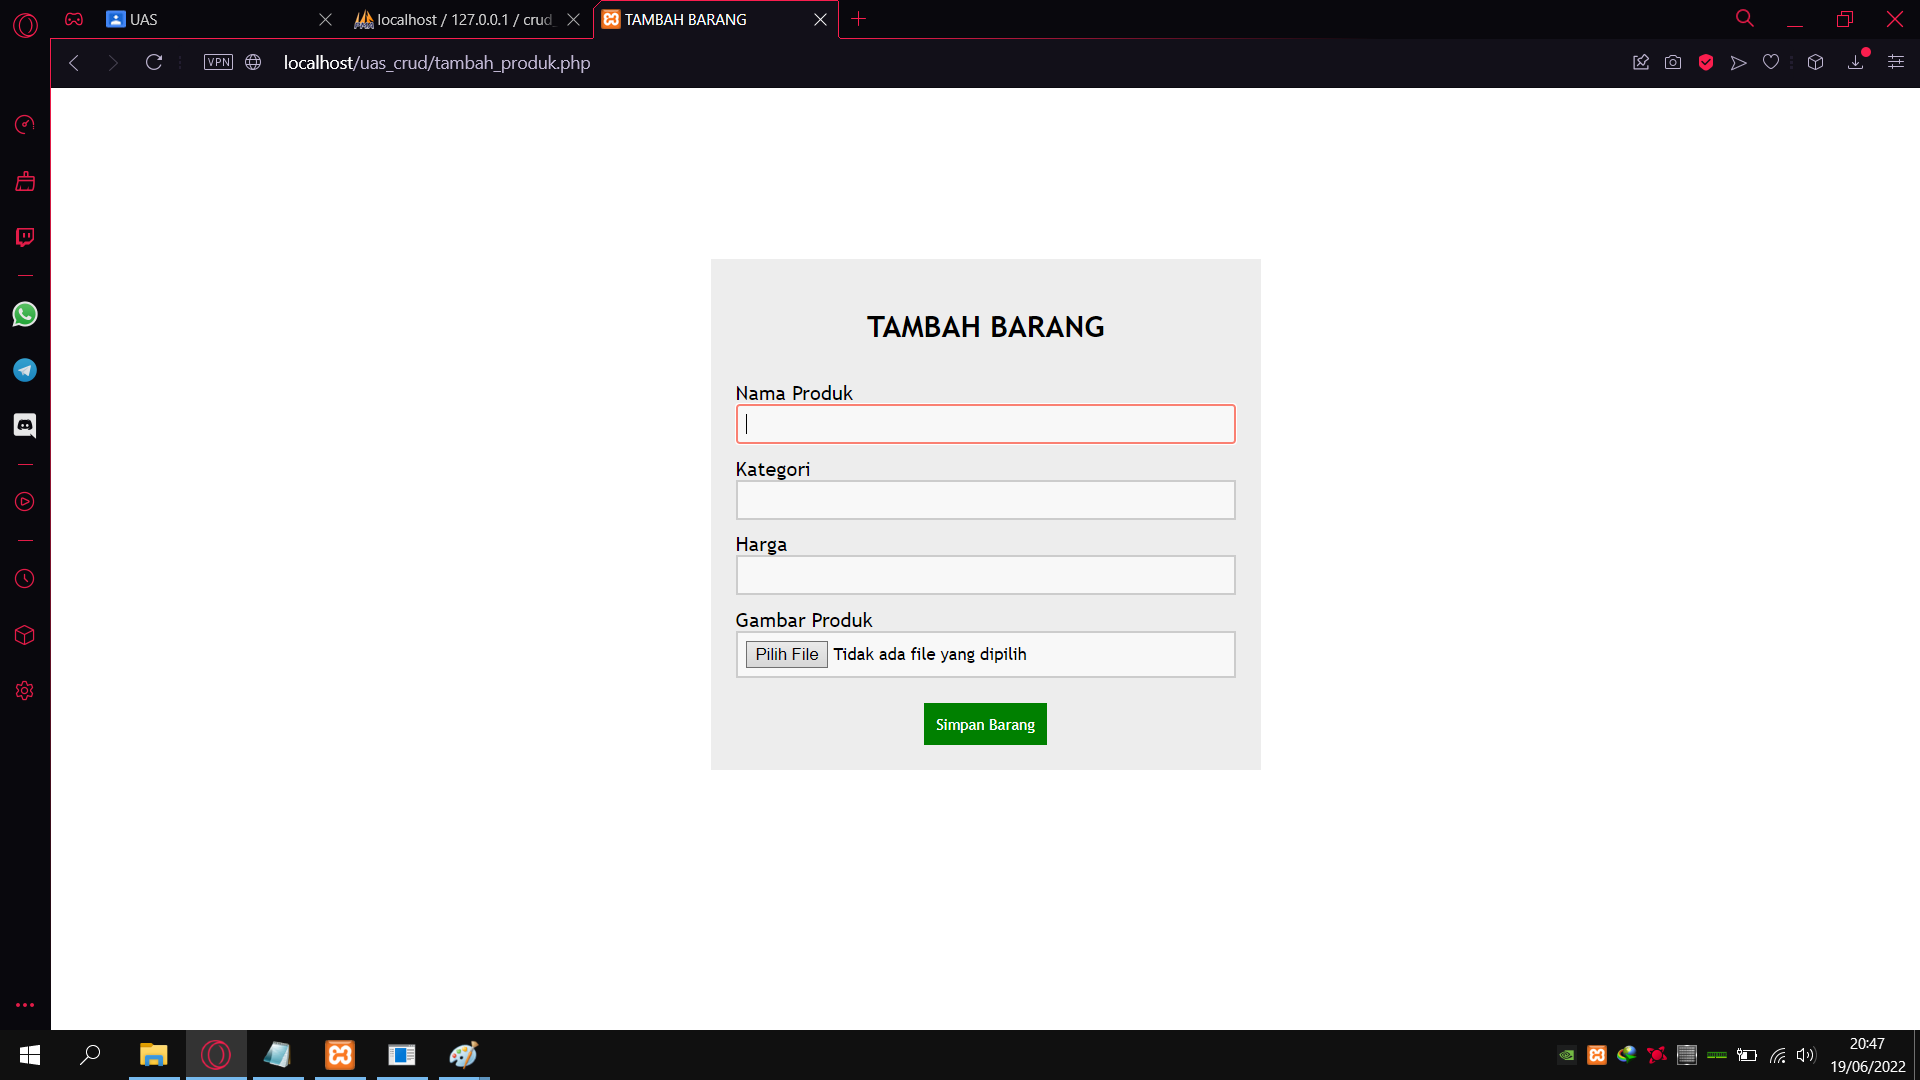 UAS
localhost / 127.0.0.1 / crud_
TAMBAH BARANG
VPN
localhost/uas_crud/tambah_produk.php
TAMBAH BARANG
Nama Produk
Kategori
Harga
Gambar Produk
Pilih File Tidak ada file yang dipilih
Simpan Barang
20:47
19/06/2022